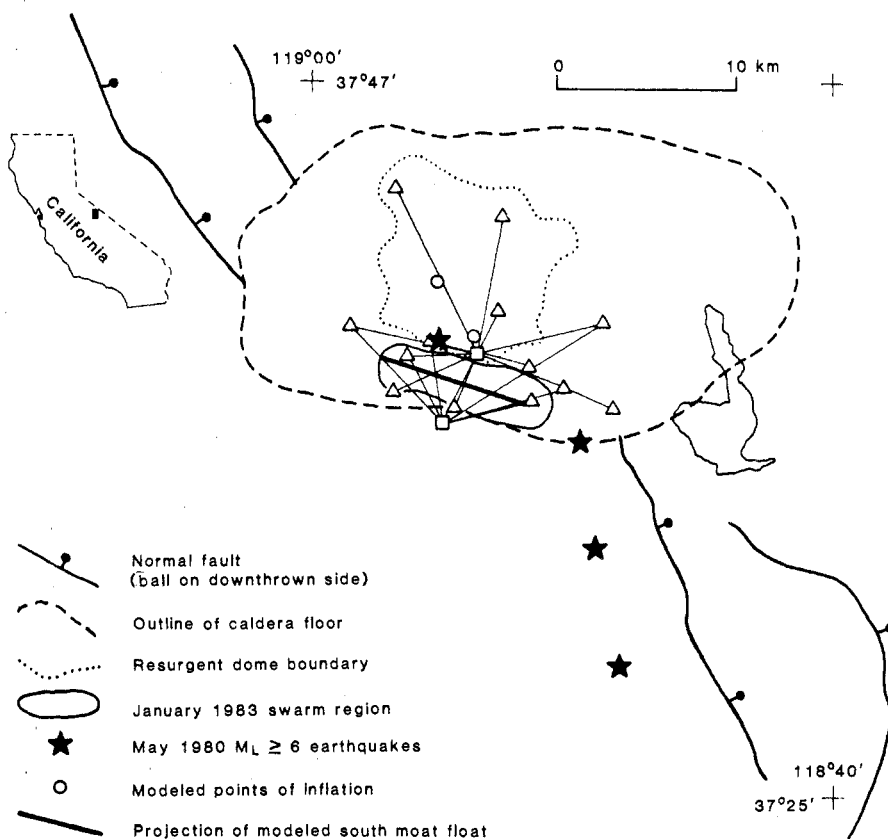 119°00'
37°47'
0 10 km
California
Normal fault
(ball on downthrown side)
Outline of caldera floor
Resurgent dome boundary
January 1983 swarm region
May 1980 ML ≥ 6 earthquakes
Modeled points of inflation
Projection of modeled south moat float
118°40'
37°25'